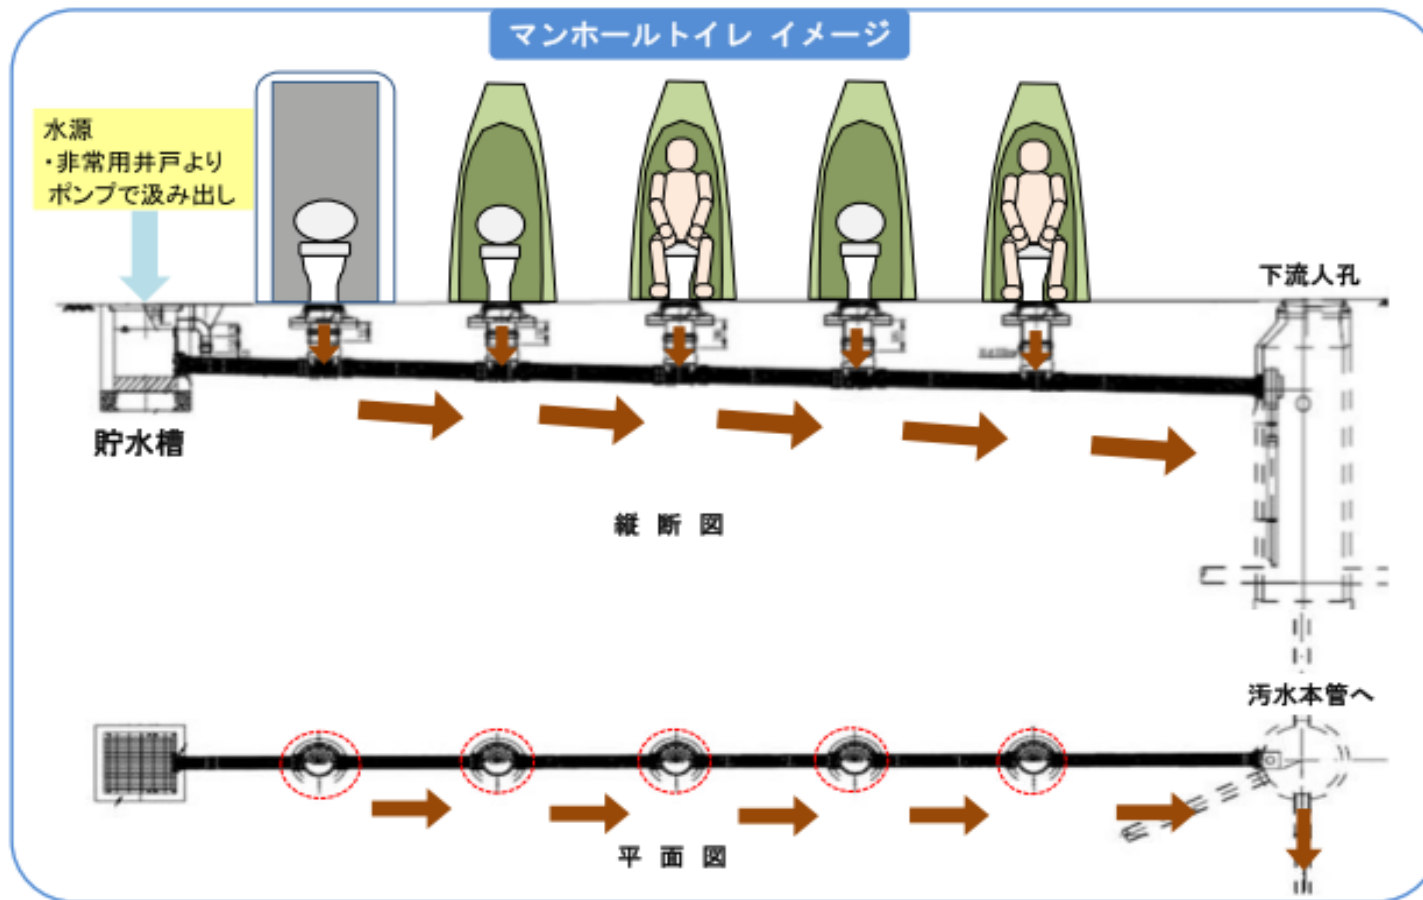 マンホールトイレ イメージ
水源
・非常用井戸より
ポンプで汲み出し
下流人孔
貯水槽
縦断図
汚水本管へ
平面図